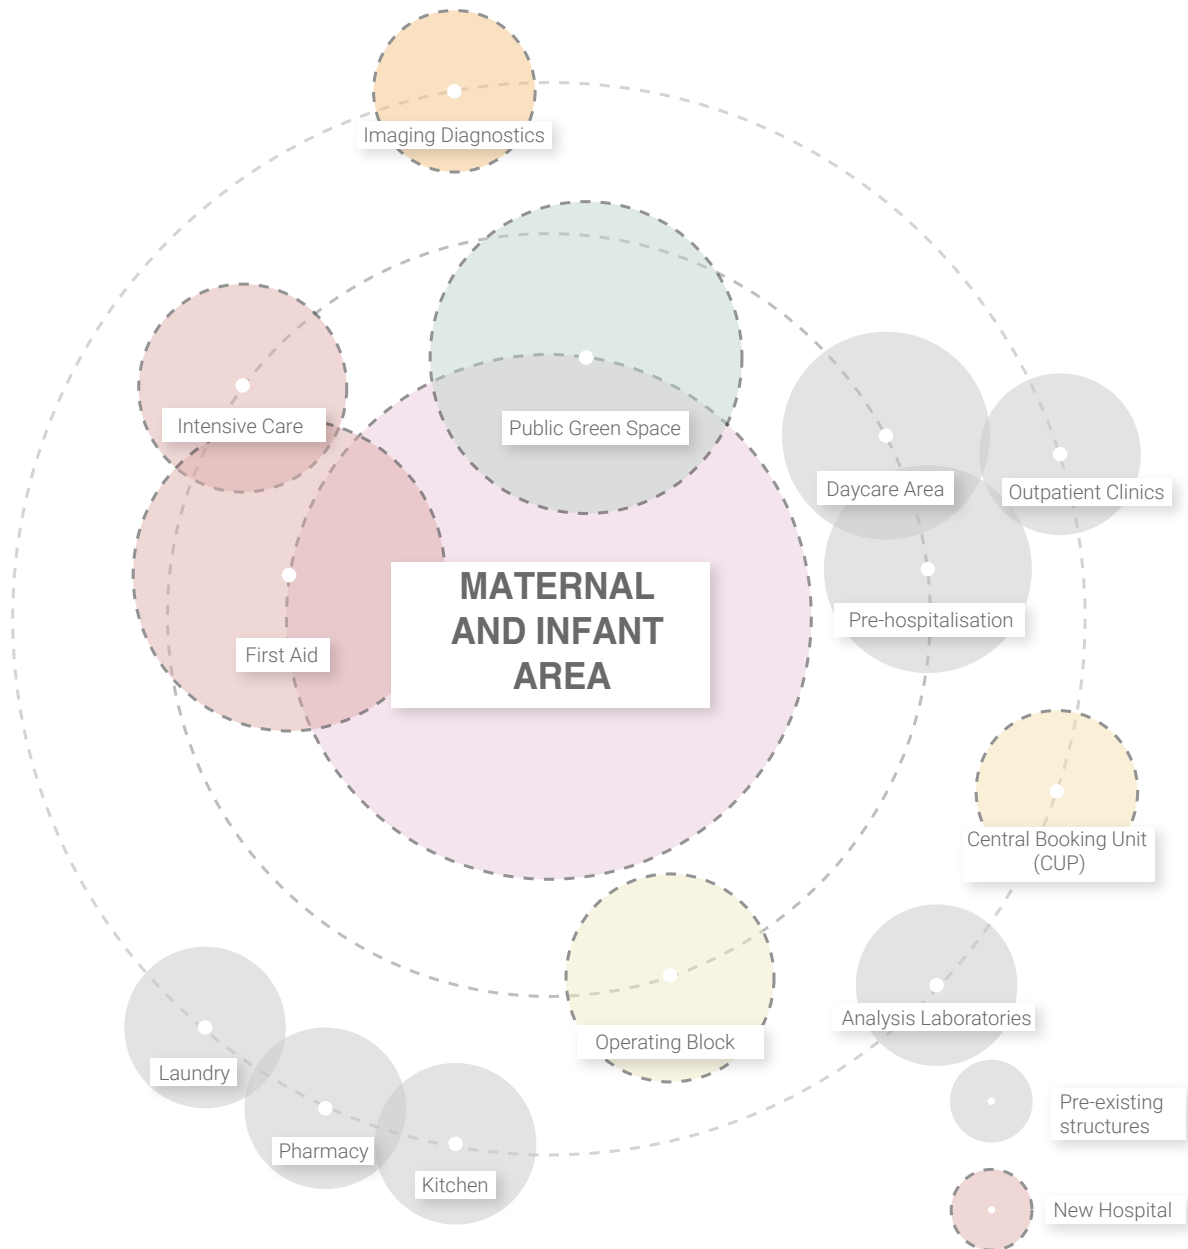 Imaging Diagnostics
Intensive Care
Public Green Space
Daycare Area
Outpatient Clinics
MATERNAL
AND INFANT
AREA
Pre-hospitalisation
First Aid
Central Booking Unit
(CUP)
Analysis Laboratories
Operating Block
Laundry
Pharmacy
Kitchen
Pre-existing
structures
New Hospital